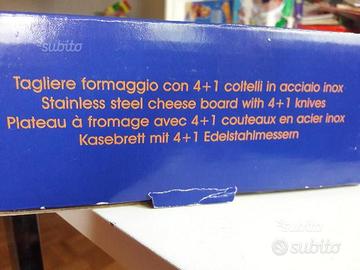 subito
Tagliere formaggio con 4+1 coltelli in acciaio inox
Stainless steel cheese board with 4+1 knives
Plateau à fromage avec 4+1 couteaux en acier inox
Kasebrett mit 4+1 Edelstahlmessern
subito